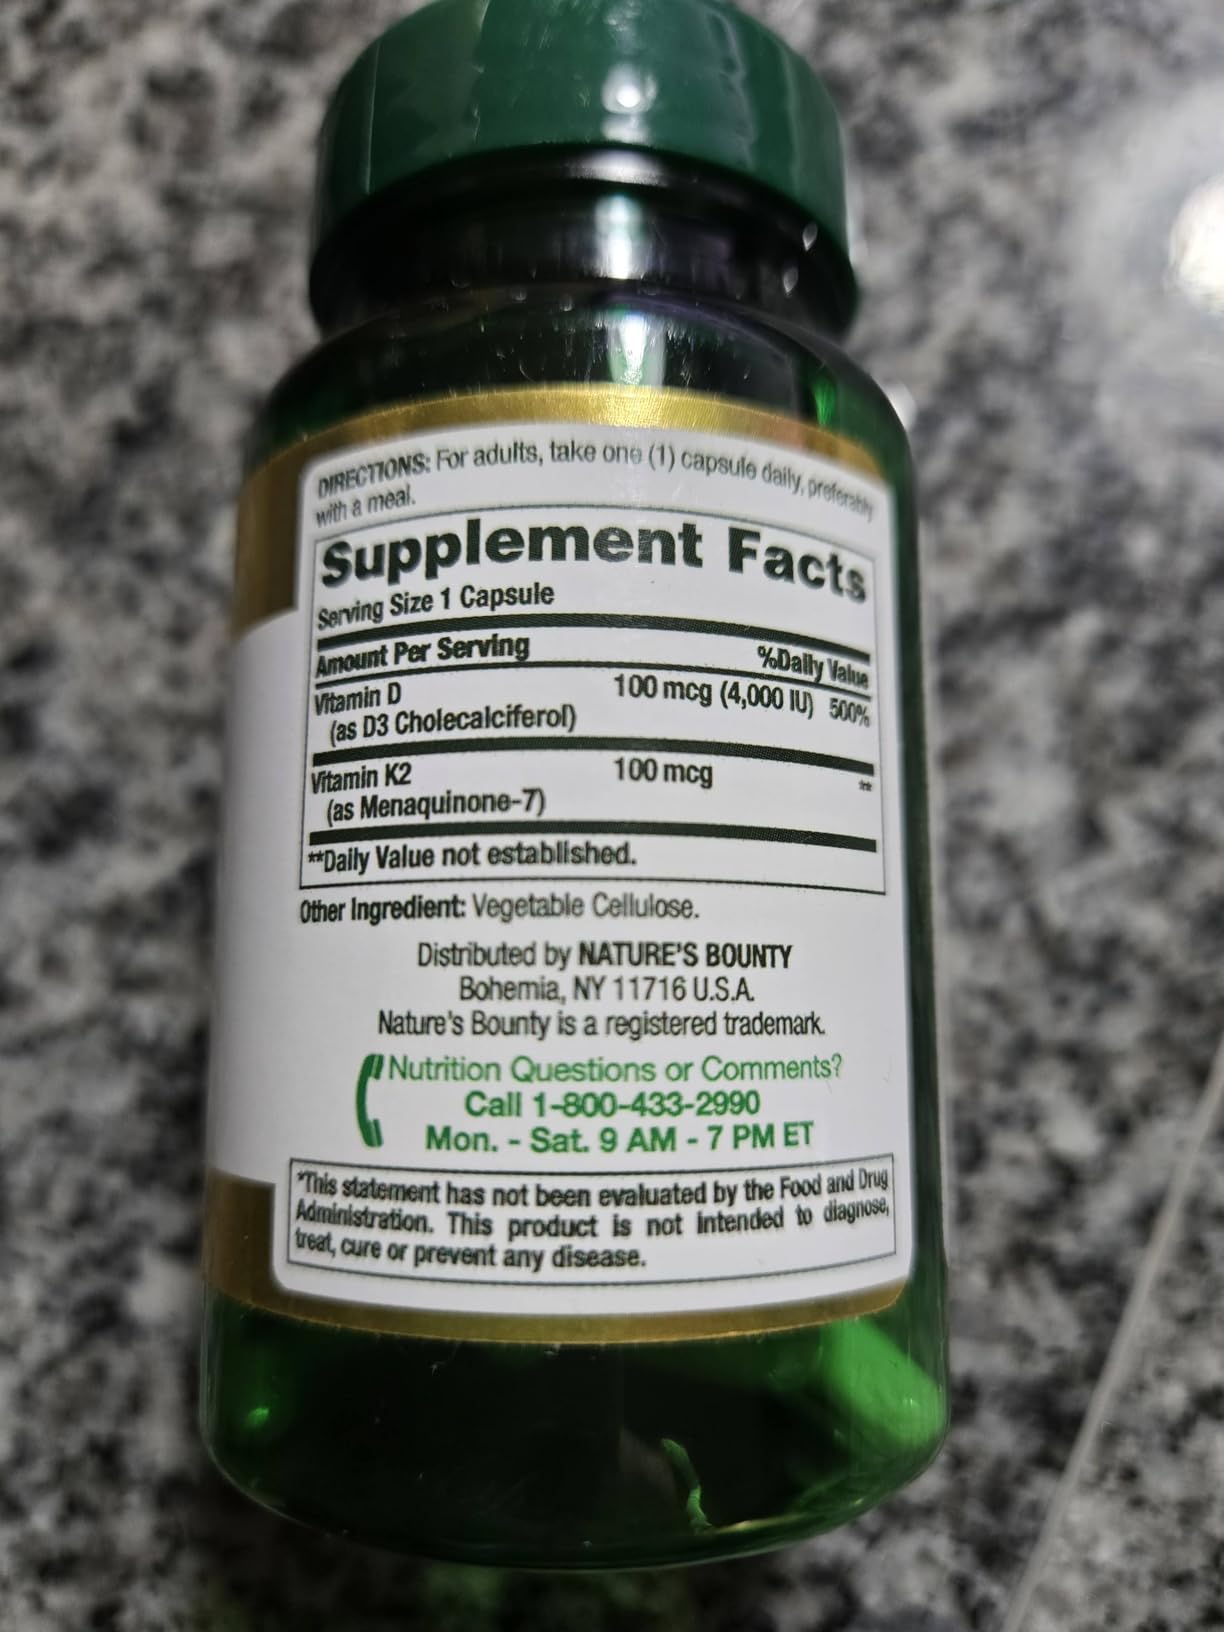 DIRECTIONS: For adults, take one (1) capsule daily, preferably
with a meal.
Supplement Facts
Serving Size 1 Capsule
Amount Per Serving %Daily Value
Vitamin D 100 mcg (4,000 IU) 500%
(as D3 Cholecalciferol)
Vitamin K2 100 mcg **
(as Menaquinone-7)
**Daily Value not established.
Other Ingredient: Vegetable Cellulose.
Distributed by NATURE'S BOUNTY
Bohemia, NY 11716 U.S.A.
Nature's Bounty is a registered trademark.
Nutrition Questions or Comments?
Call 1-800-433-2990
Mon. - Sat. 9 AM - 7 PM ET
*This statement has not been evaluated by the Food and Drug
Administration. This product is not intended to diagnose,
treat, cure or prevent any disease.